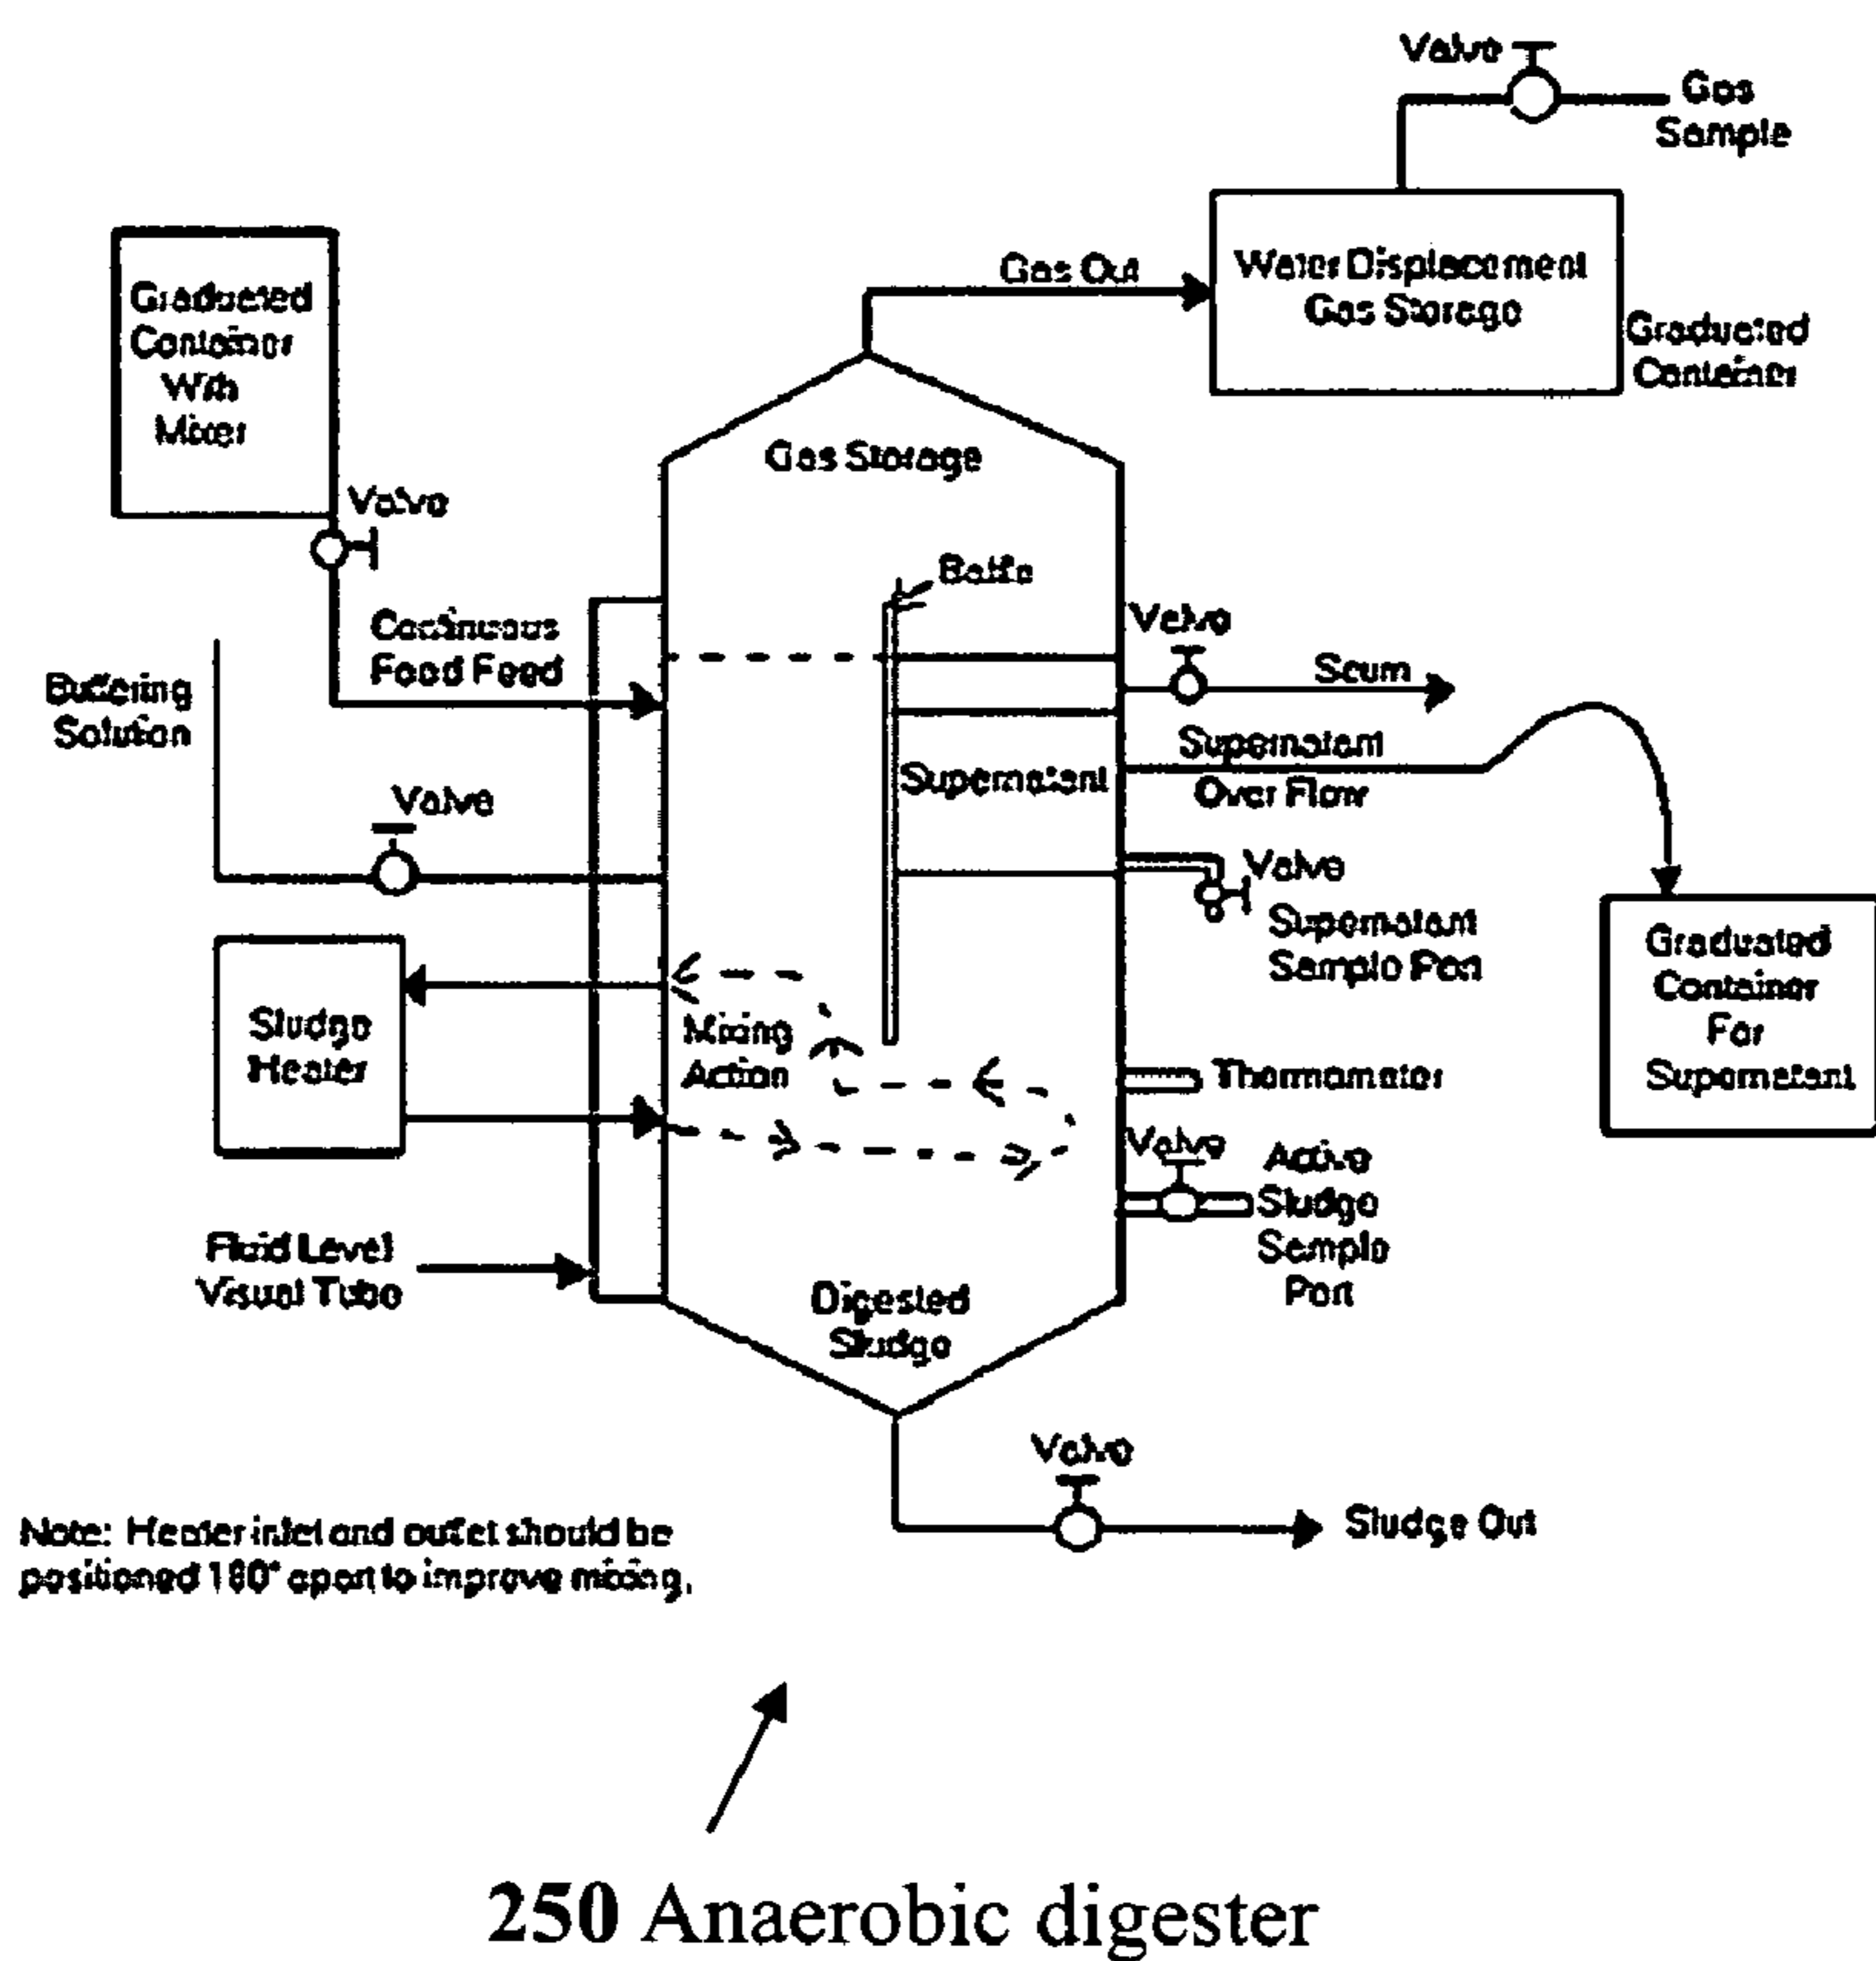 Valve
Gas
Sample
Graduated
Container
With
Mixer
Gas Out
Water Displacement
Gas Storage
Graduated
Container
Gas Storage
Valve
Baffle
Valve
Continuous
Food Feed
Scum
Buffering
Solution
Supernatant
Over Flow
Supernatant
Valve
Valve
Supernatant
Sample Port
Graduated
Container
For
Supernatant
Sludge
Heater
Mixing
Action
Thermometer
Valve
Active
Sludge
Sample
Port
Fluid Level
Visual Tube
Digested
Sludge
Valve
Sludge Out
Note: Heater inlet and outlet should be
positioned 180° apart to improve mixing.
250 Anaerobic digester